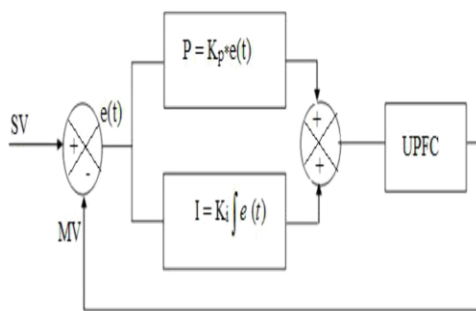 P = Kp*e(t)
SV
+
-
e(t)
+
+
UPFC
MV
I = Ki ∫ e (t)